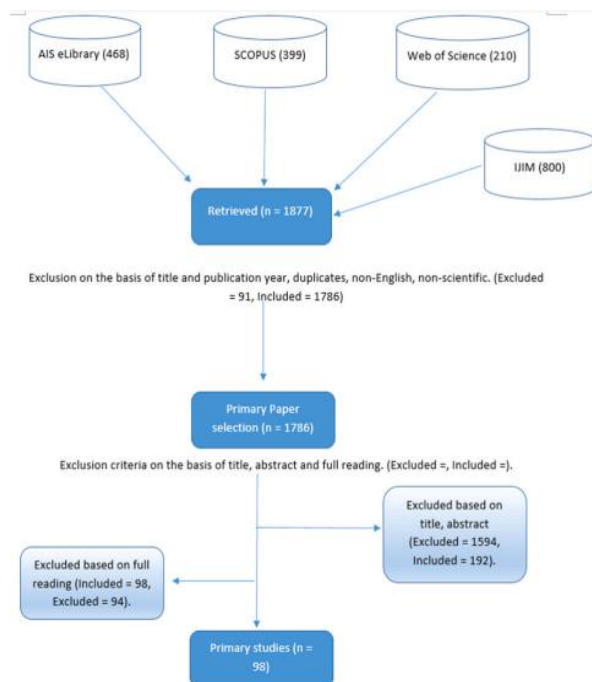 AIS eLibrary (468)
SCOPUS (399)
Web of Science (210)
IJIM (800)
Retrieved (n = 1877)
Exclusion on the basis of title and publication year, duplicates, non-English, non-scientific. (Excluded
= 91, Included = 1786)
Primary Paper
selection (n = 1786)
Exclusion criteria on the basis of title, abstract and full reading. (Excluded =, Included =).
Excluded based on
title, abstract
(Excluded = 1594,
Included = 192).
Excluded based on full
reading (Included = 98,
Excluded = 94).
Primary studies (n =
98)